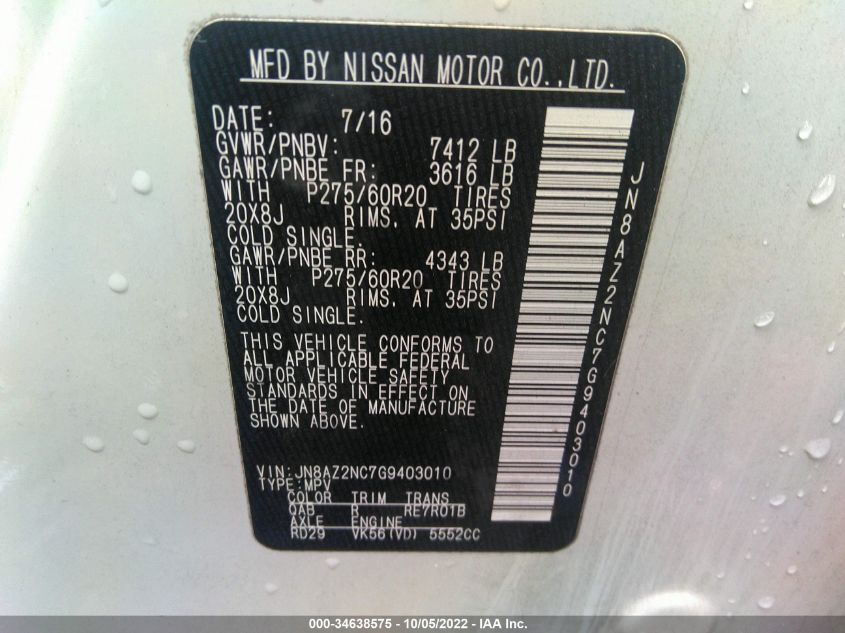 MFD BY NISSAN MOTOR CO.,LTD.
DATE: 7/16
GVWR/PNBV: 7412 LB
GAWR/PNBE FR: 3616 LB
WITH P275/60R20 TIRES
20X8J RIMS, AT 35PSI
COLD SINGLE.
GAWR/PNBE RR: 4343 LB
WITH P275/60R20 TIRES
20X8J RIMS, AT 35PSI
COLD SINGLE.
THIS VEHICLE CONFORMS TO
ALL APPLICABLE FEDERAL
MOTOR VEHICLE SAFETY
STANDARDS IN EFFECT ON
THE DATE OF MANUFACTURE
SHOWN ABOVE.
VIN:JN8AZ2NC7G9403010
TYPE:MPV
COLOR TRIM TRANS
QAB R RE7R01B
AXLE ENGINE
RD29 VK56(VD) 5552CC
JN8AZ2NC7G9403010
000-34638575 - 10/05/2022 - IAA Inc.